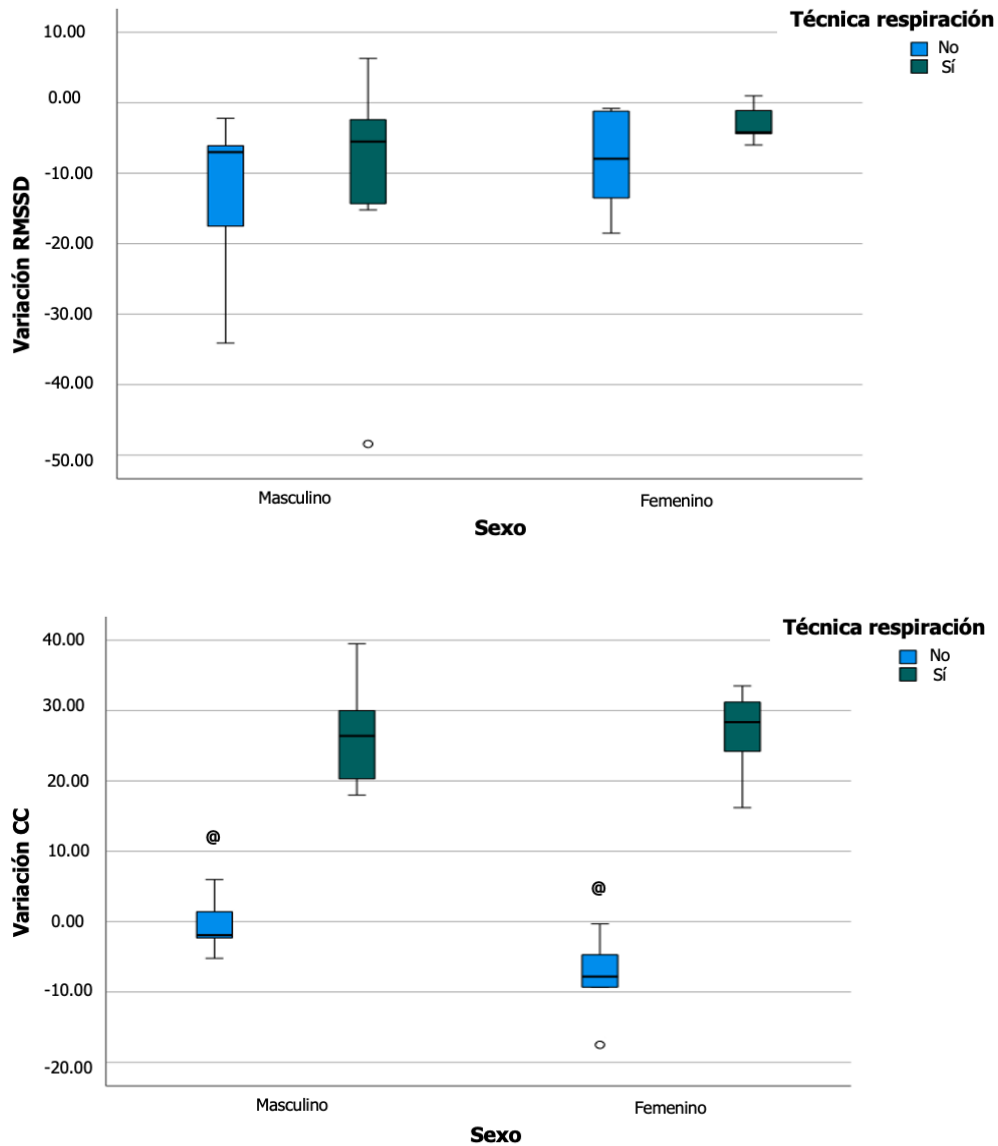 Técnica respiración
No
Sí
10.00
0.00
-10.00
-20.00
-30.00
-40.00
-50.00
Variación RMSSD
Masculino
Femenino
Sexo
Técnica respiración
No
Sí
40.00
30.00
20.00
10.00
0.00
-10.00
-20.00
Variación CC
@
@
Masculino
Femenino
Sexo